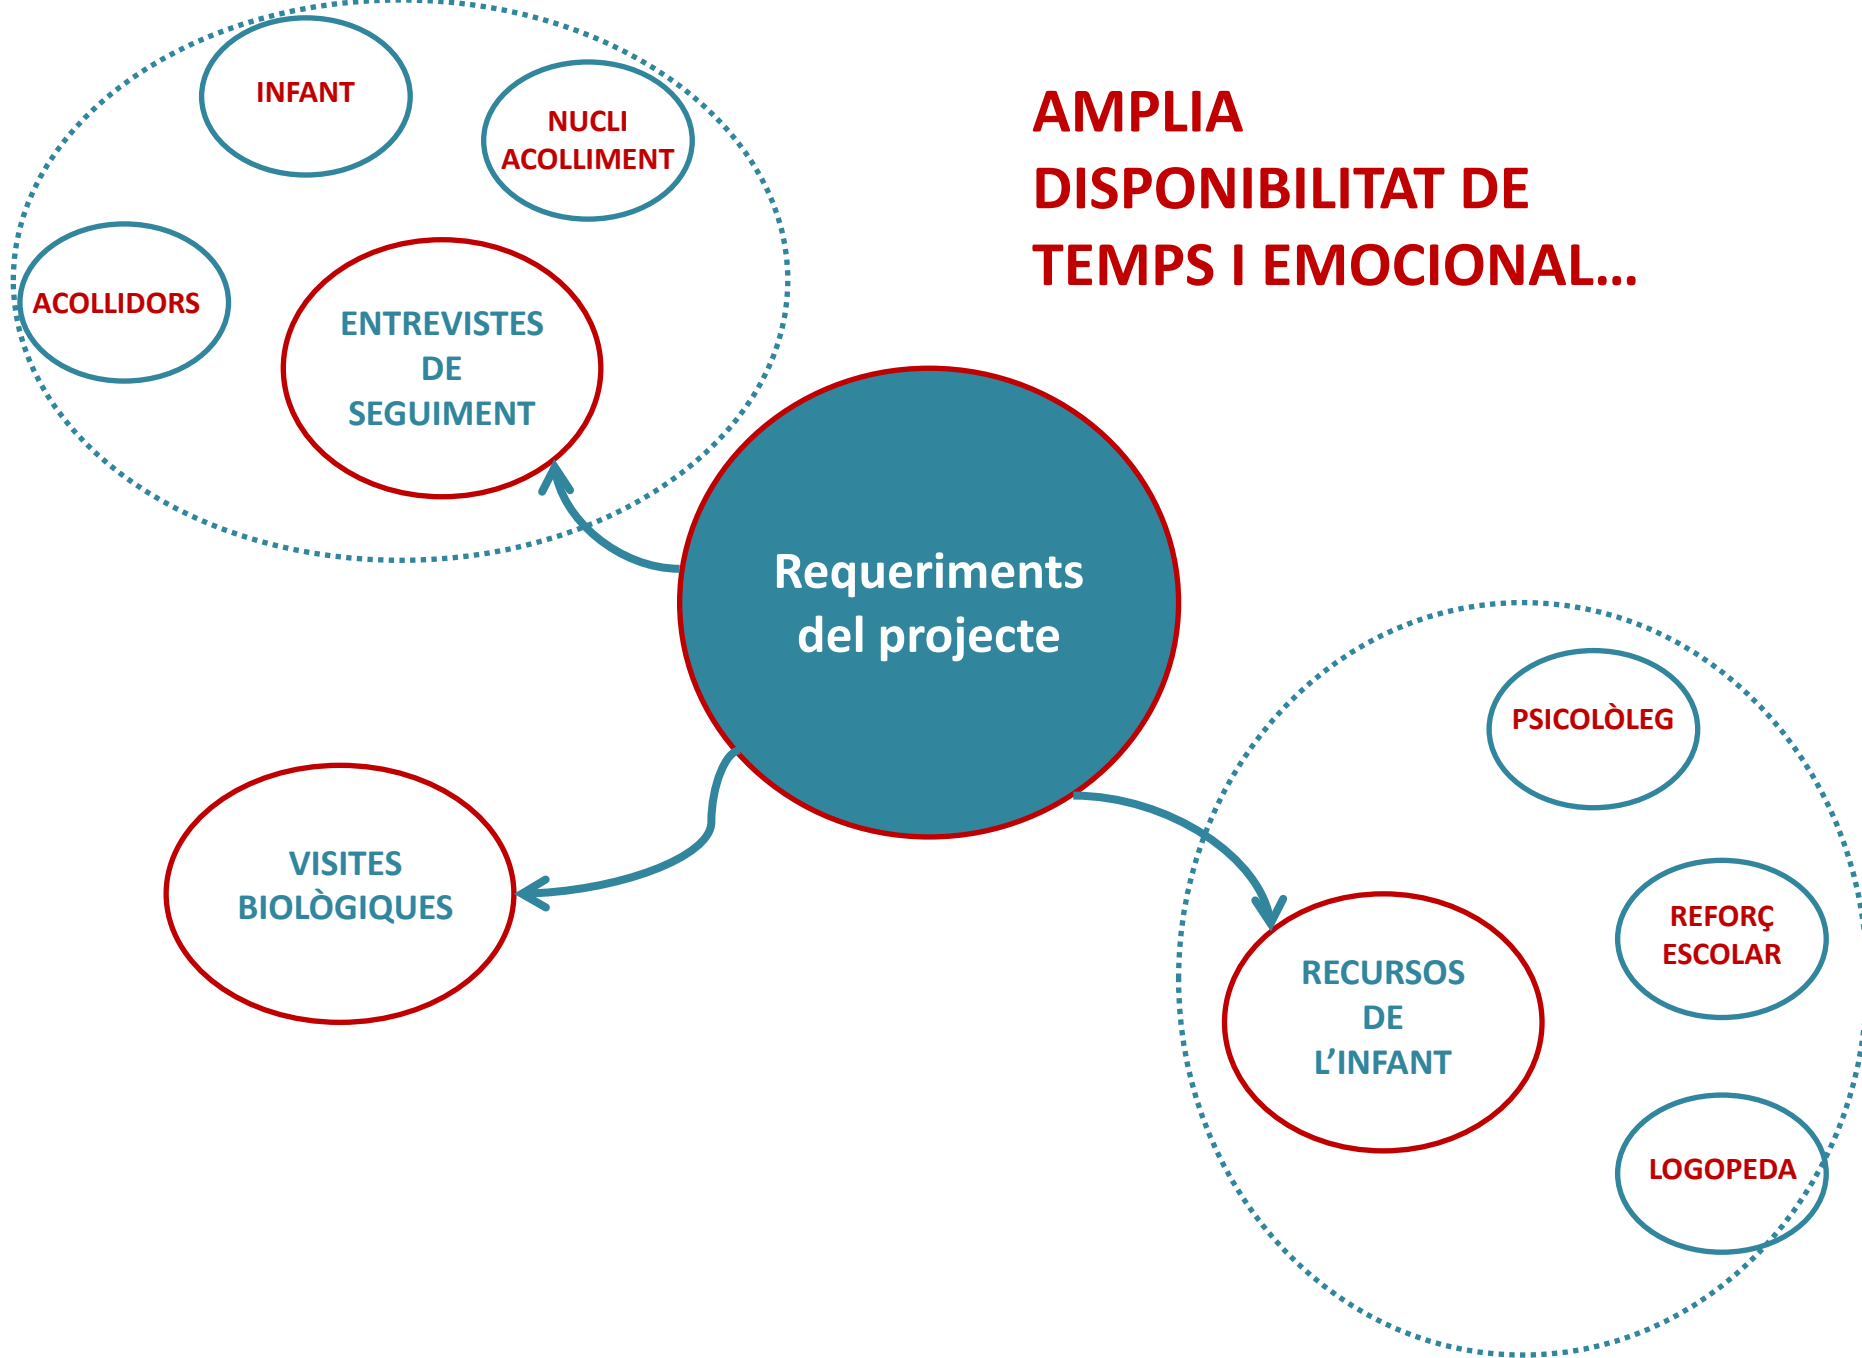 INFANT
NUCLI
ACOLLIMENT
ACOLLIDORS
ENTREVISTES
DE
SEGUIMENT
AMPLIA
DISPONIBILITAT DE
TEMPS I EMOCIONAL...
Requeriments
del projecte
VISITES
BIOLÒGIQUES
PSICOLÒLEG
REFORÇ
ESCOLAR
RECURSOS
DE
L’INFANT
LOGOPEDA